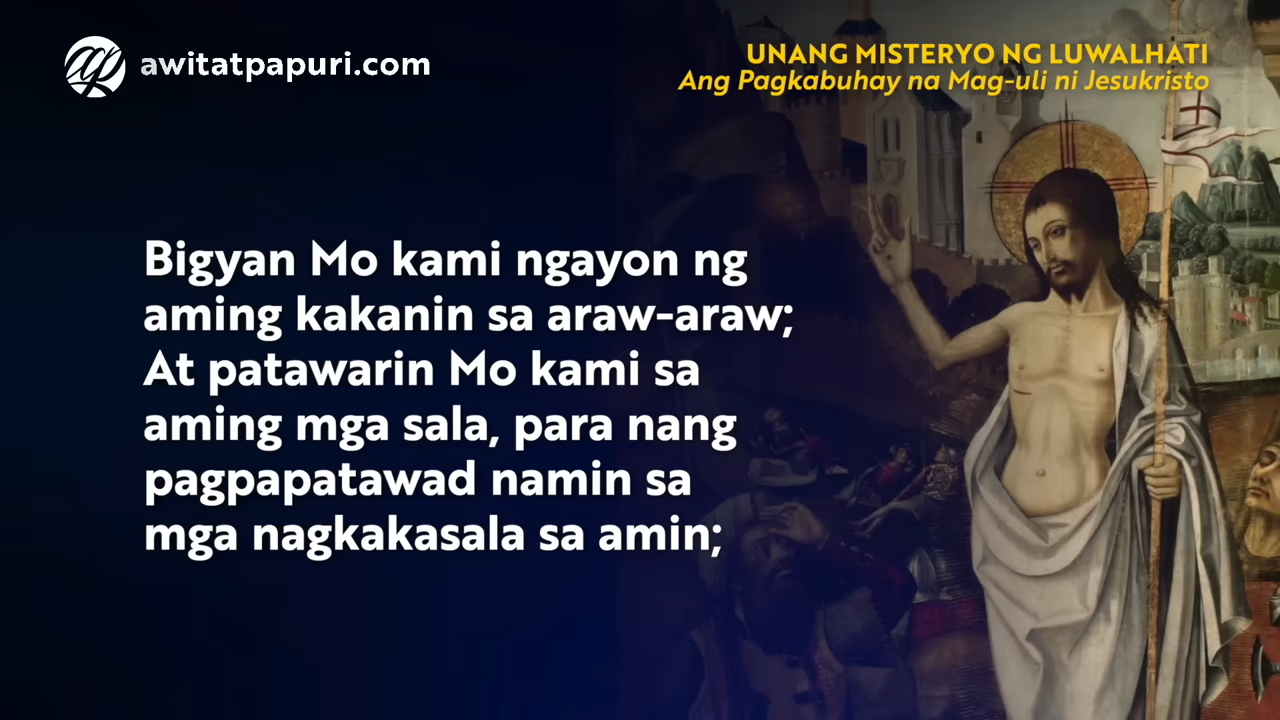 awitatpapuri.com
UNANG MISTERYO NG LUWALHATI
Ang Pagkabuhay na Mag-uli ni Jesukristo
Bigyan Mo kami ngayon ng
aming kakanin sa araw-araw;
At patawarin Mo kami sa
aming mga sala, para nang
pagpapatawad namin sa
mga nagkakasala sa amin;